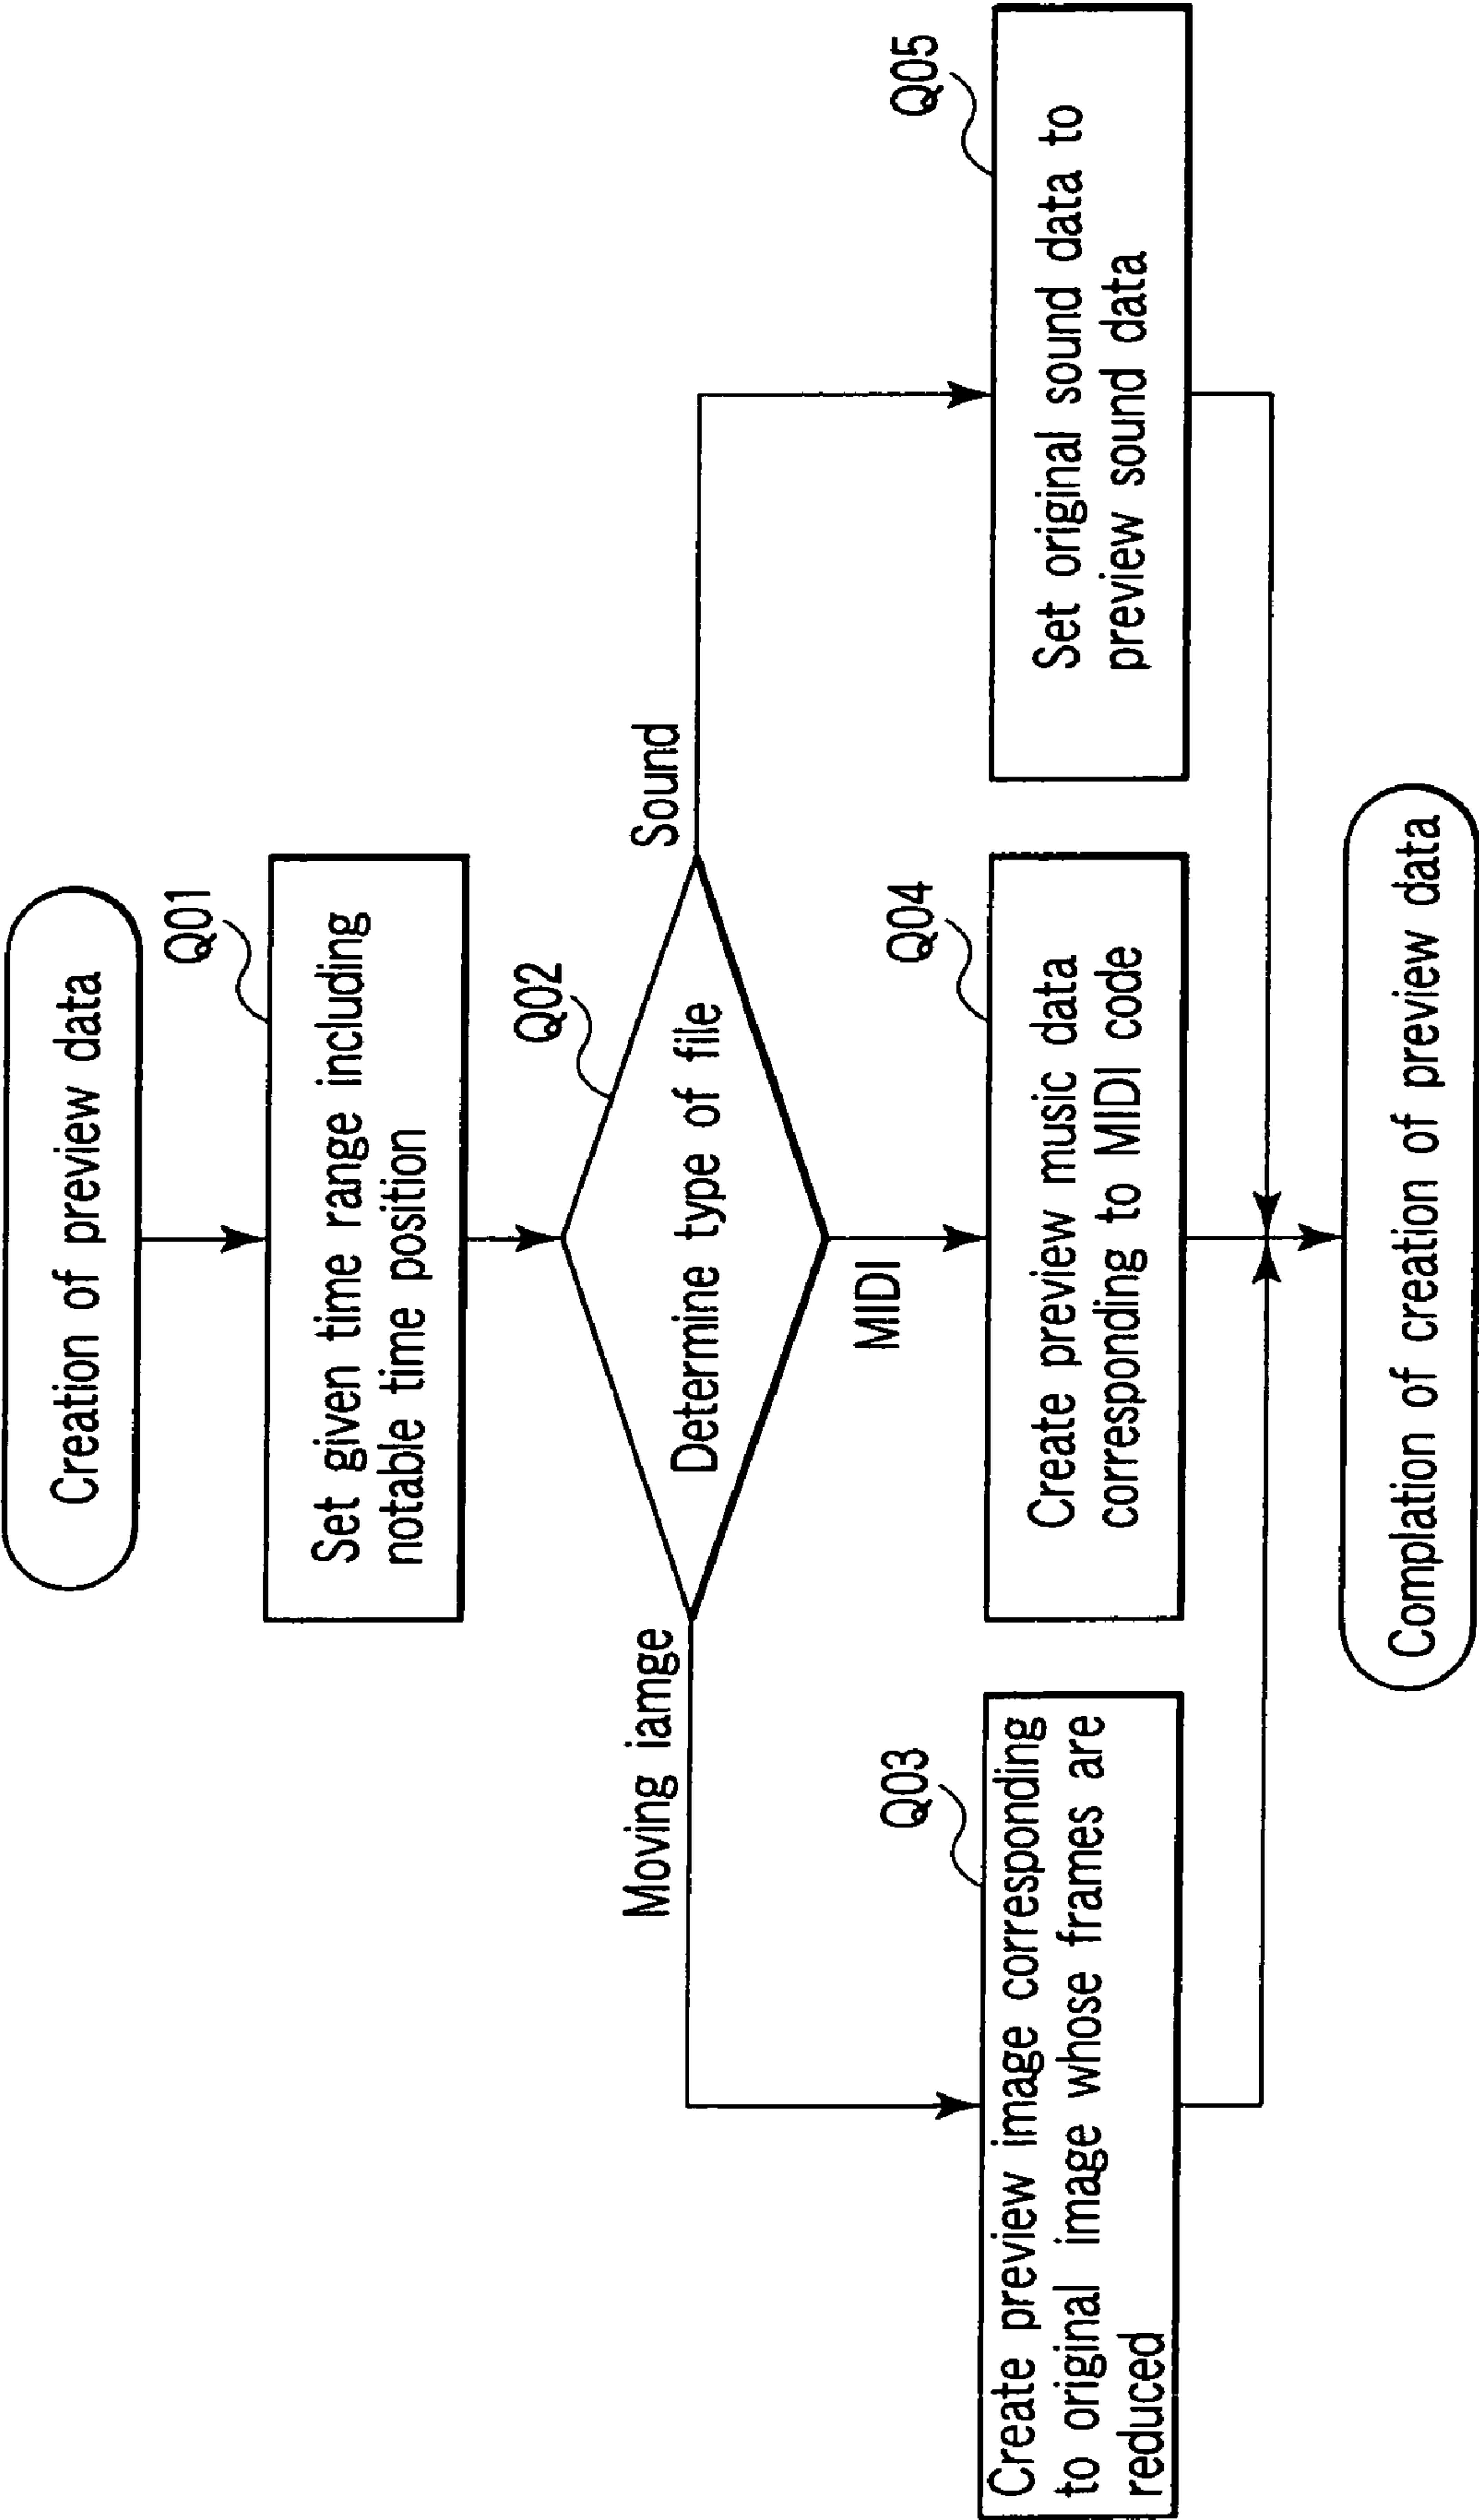 Creation of preview data
Q01
Set given time range including
notable time position
Q02
Determine type of file
Moving iamge
MIDI
Sound
Q03
Create preview image corresponding
to original image whose frames are
reduced
Q04
Create preview music data
corresponding to MIDI code
Q05
Set original sound data to
preview sound data
Complation of creation of preview data